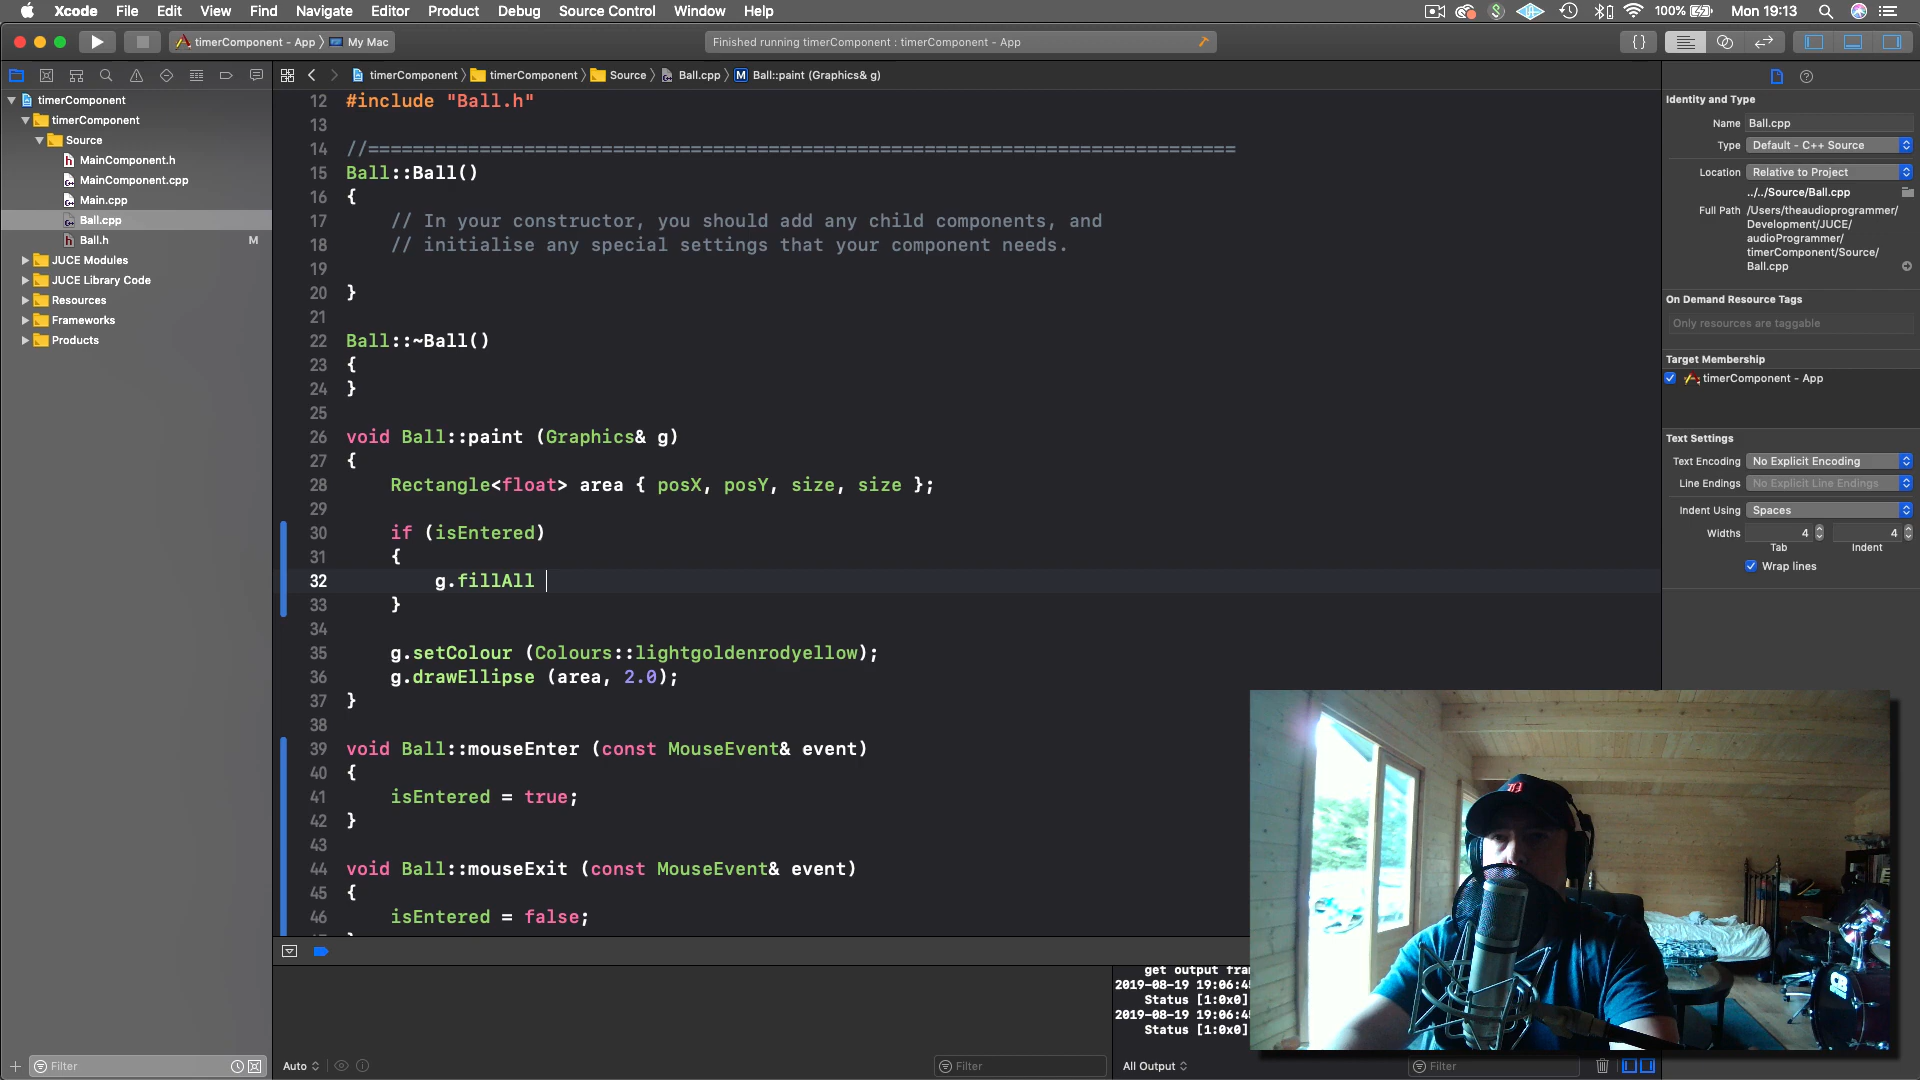 Xcode File Edit View Find Navigate Editor Product Debug Source Control Window Help 100% Mon 19:13
timerComponent - App My Mac Finished running timerComponent : timerComponent - App
timerComponent timerComponent Source Ball.cpp M Ball::paint (Graphics& g)
timerComponent
timerComponent
Source
MainComponent.h
MainComponent.cpp
Main.cpp
Ball.cpp
Ball.h M
JUCE Modules
JUCE Library Code
Resources
Frameworks
Products
Filter
12 #include "Ball.h"
13
14 //==============================================================================
15 Ball::Ball()
16 {
17 // In your constructor, you should add any child components, and
18 // initialise any special settings that your component needs.
19
20 }
21
22 Ball::~Ball()
23 {
24 }
25
26 void Ball::paint (Graphics& g)
27 {
28 Rectangle<float> area { posX, posY, size, size };
29
30 if (isEntered)
31 {
32 g.fillAll
33 }
34
35 g.setColour (Colours::lightgoldenrodyellow);
36 g.drawEllipse (area, 2.0);
37 }
38
39 void Ball::mouseEnter (const MouseEvent& event)
40 {
41 isEntered = true;
42 }
43
44 void Ball::mouseExit (const MouseEvent& event)
45 {
46 isEntered = false;
Auto Filter
get output fra
2019-08-19 19:06:4
Status [1:0x0]
2019-08-19 19:06:4
Status [1:0x0]
All Output Filter
Identity and Type
Name Ball.cpp
Type Default - C++ Source
Location Relative to Project
../../Source/Ball.cpp
Full Path /Users/theaudioprogrammer/
Development/JUCE/
audioProgrammer/
timerComponent/Source/
Ball.cpp
On Demand Resource Tags
Only resources are taggable
Target Membership
timerComponent - App
Text Settings
Text Encoding No Explicit Encoding
Line Endings No Explicit Line Endings
Indent Using Spaces
Widths 4 4
Tab Indent
Wrap lines